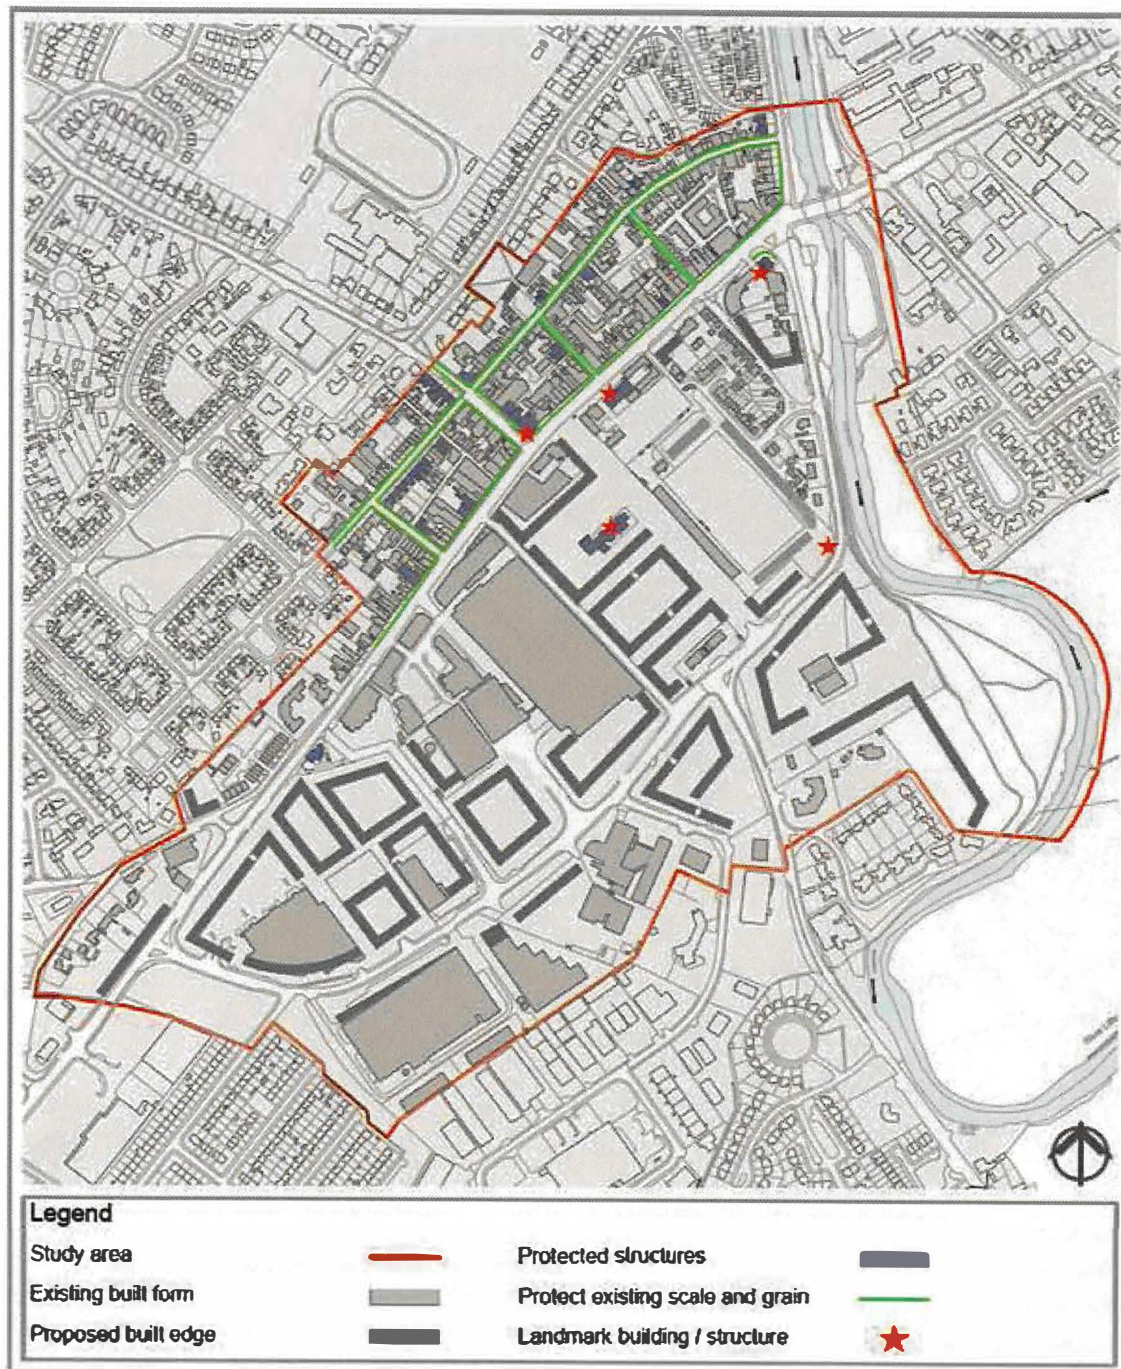 Legend
Study area
Protected structures
Existing built form
Protect existing scale and grain
Proposed built edge
Landmark building / structure